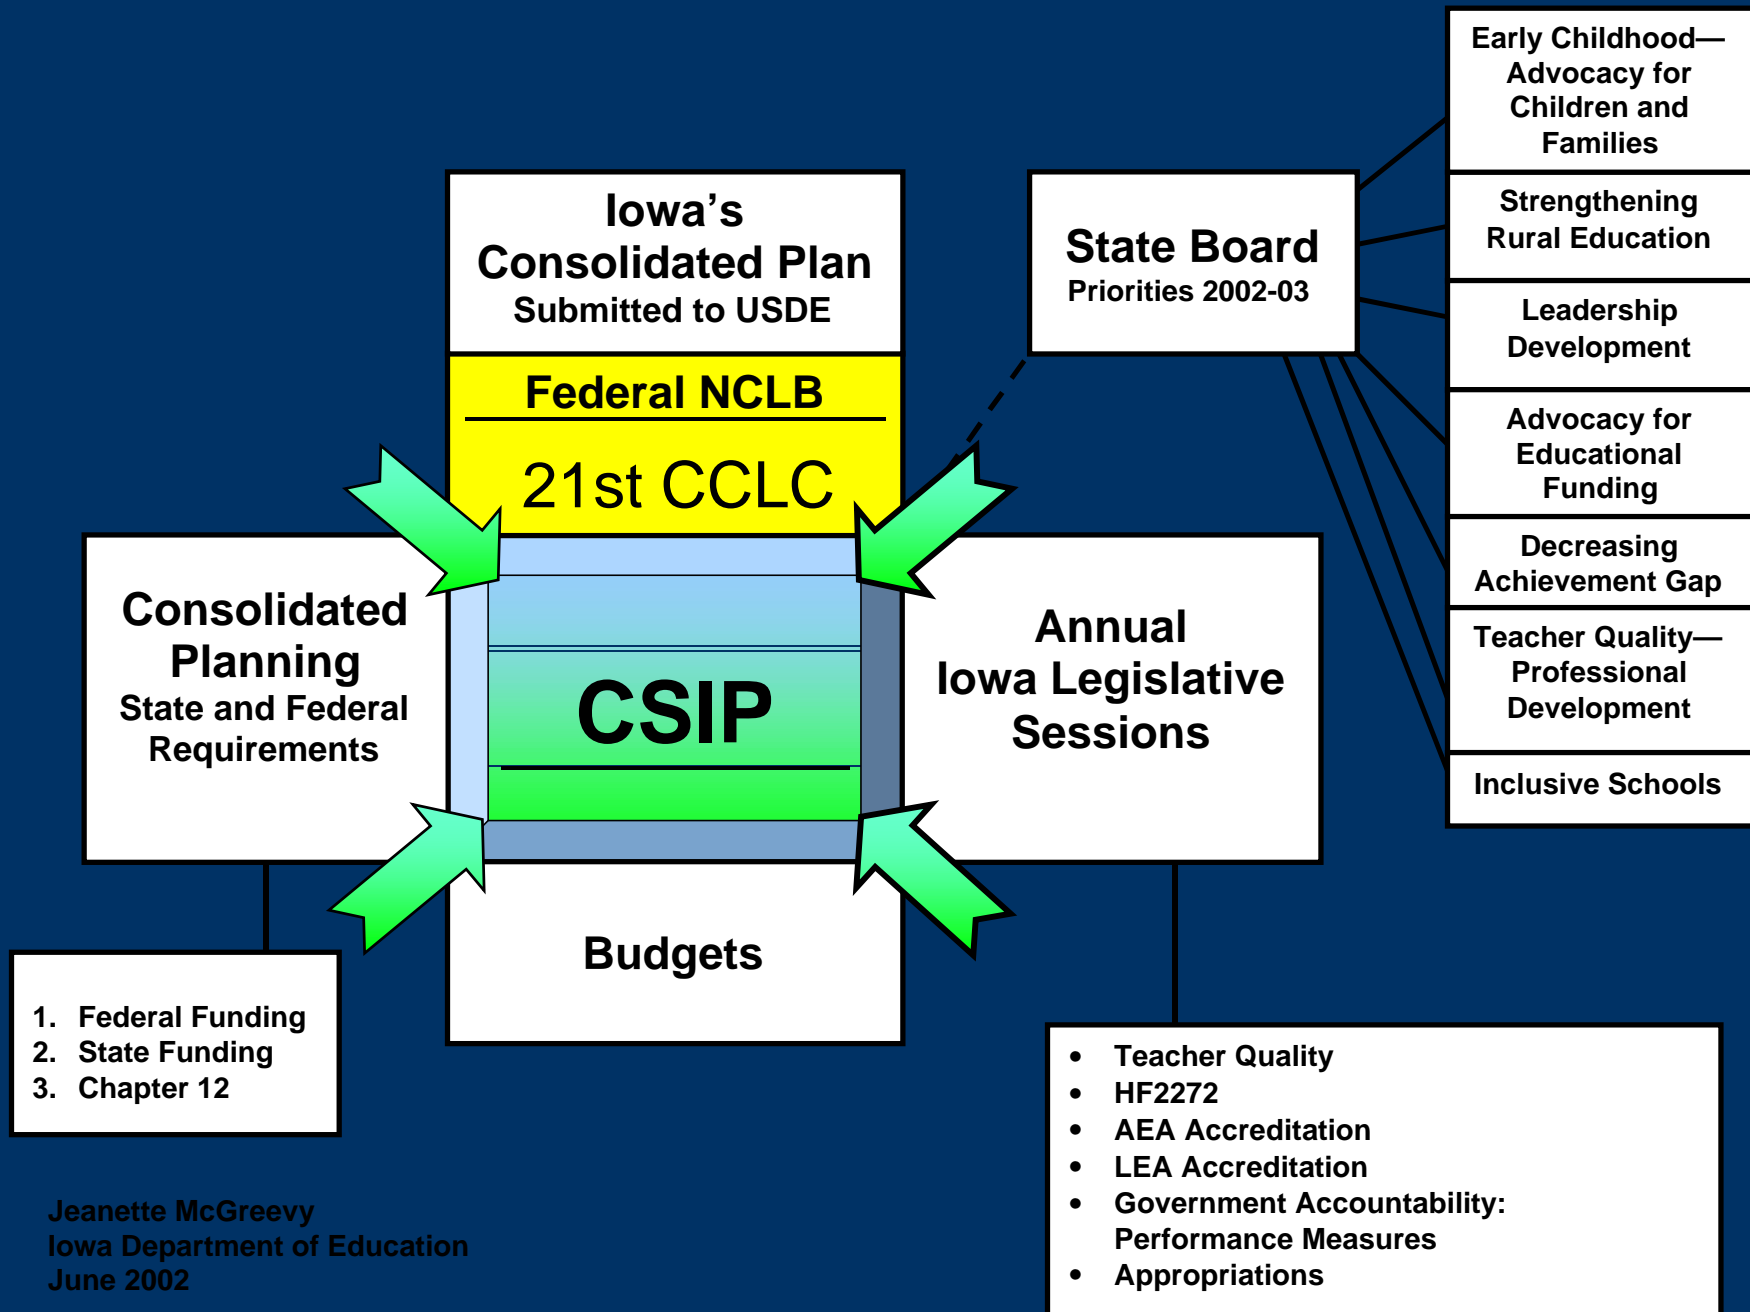 Iowa's
Consolidated Plan
Submitted to USDE
Federal NCLB
21st CCLC
State Board
Priorities 2002-03
Early Childhood—
Advocacy for
Children and
Families
Strengthening
Rural Education
Leadership
Development
Advocacy for
Educational
Funding
Decreasing
Achievement Gap
Teacher Quality—
Professional
Development
Inclusive Schools
Consolidated
Planning
State and Federal
Requirements
CSIP
Annual
Iowa Legislative
Sessions
Budgets
1. Federal Funding
2. State Funding
3. Chapter 12
• Teacher Quality
• HF2272
• AEA Accreditation
• LEA Accreditation
• Government Accountability:
Performance Measures
• Appropriations
Jeanette McGreevy
Iowa Department of Education
June 2002